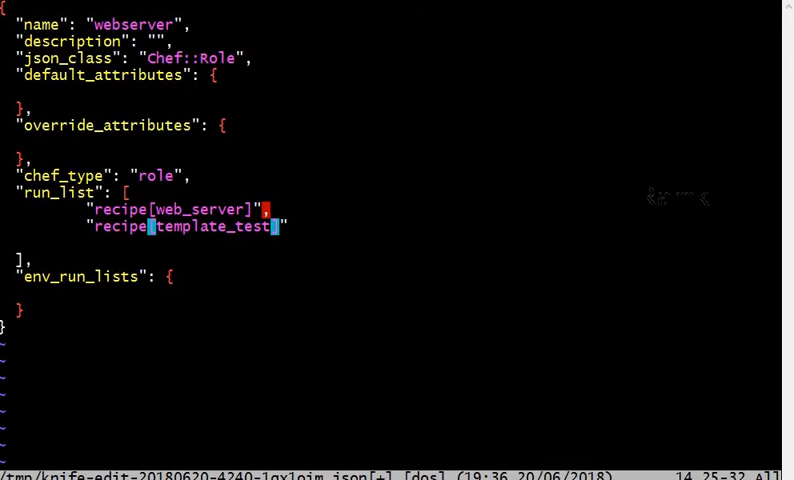 {
"name": "webserver",
"description": "",
"json_class": "Chef::Role",
"default_attributes": {
},
"override_attributes": {
},
"chef_type": "role",
"run_list": [
"recipe[web_server]",
"recipe[template_test]"
],
"env_run_lists": {
}
}
~
~
~
~
~
~
~
~
/tmp/knife-edit-20180620-4240-1qx1oim.json[+] [dos] (19:36 20/06/2018) 14,25-32 All